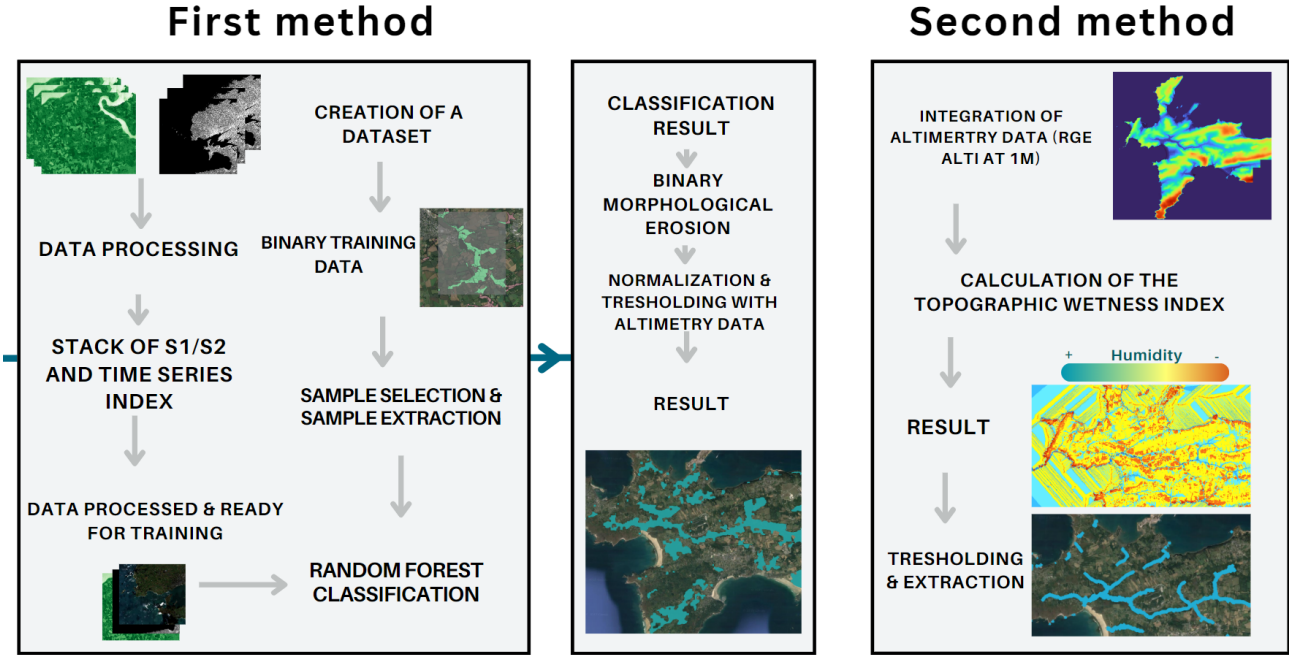 First method
CREATION OF A
DATASET
DATA PROCESSING
BINARY TRAINING
DATA
STACK OF S1/S2
AND TIME SERIES
INDEX
SAMPLE SELECTION &
SAMPLE EXTRACTION
DATA PROCESSED & READY
FOR TRAINING
RANDOM FOREST
CLASSIFICATION
CLASSIFICATION
RESULT
BINARY
MORPHOLOGICAL
EROSION
NORMALIZATION &
TRESHOLDING WITH
ALTIMETRY DATA
RESULT
Second method
INTEGRATION OF
ALTIMERTRY DATA (RGE
ALTI AT 1M)
CALCULATION OF THE
TOPOGRAPHIC WETNESS INDEX
+ Humidity -
RESULT
TRESHOLDING
& EXTRACTION